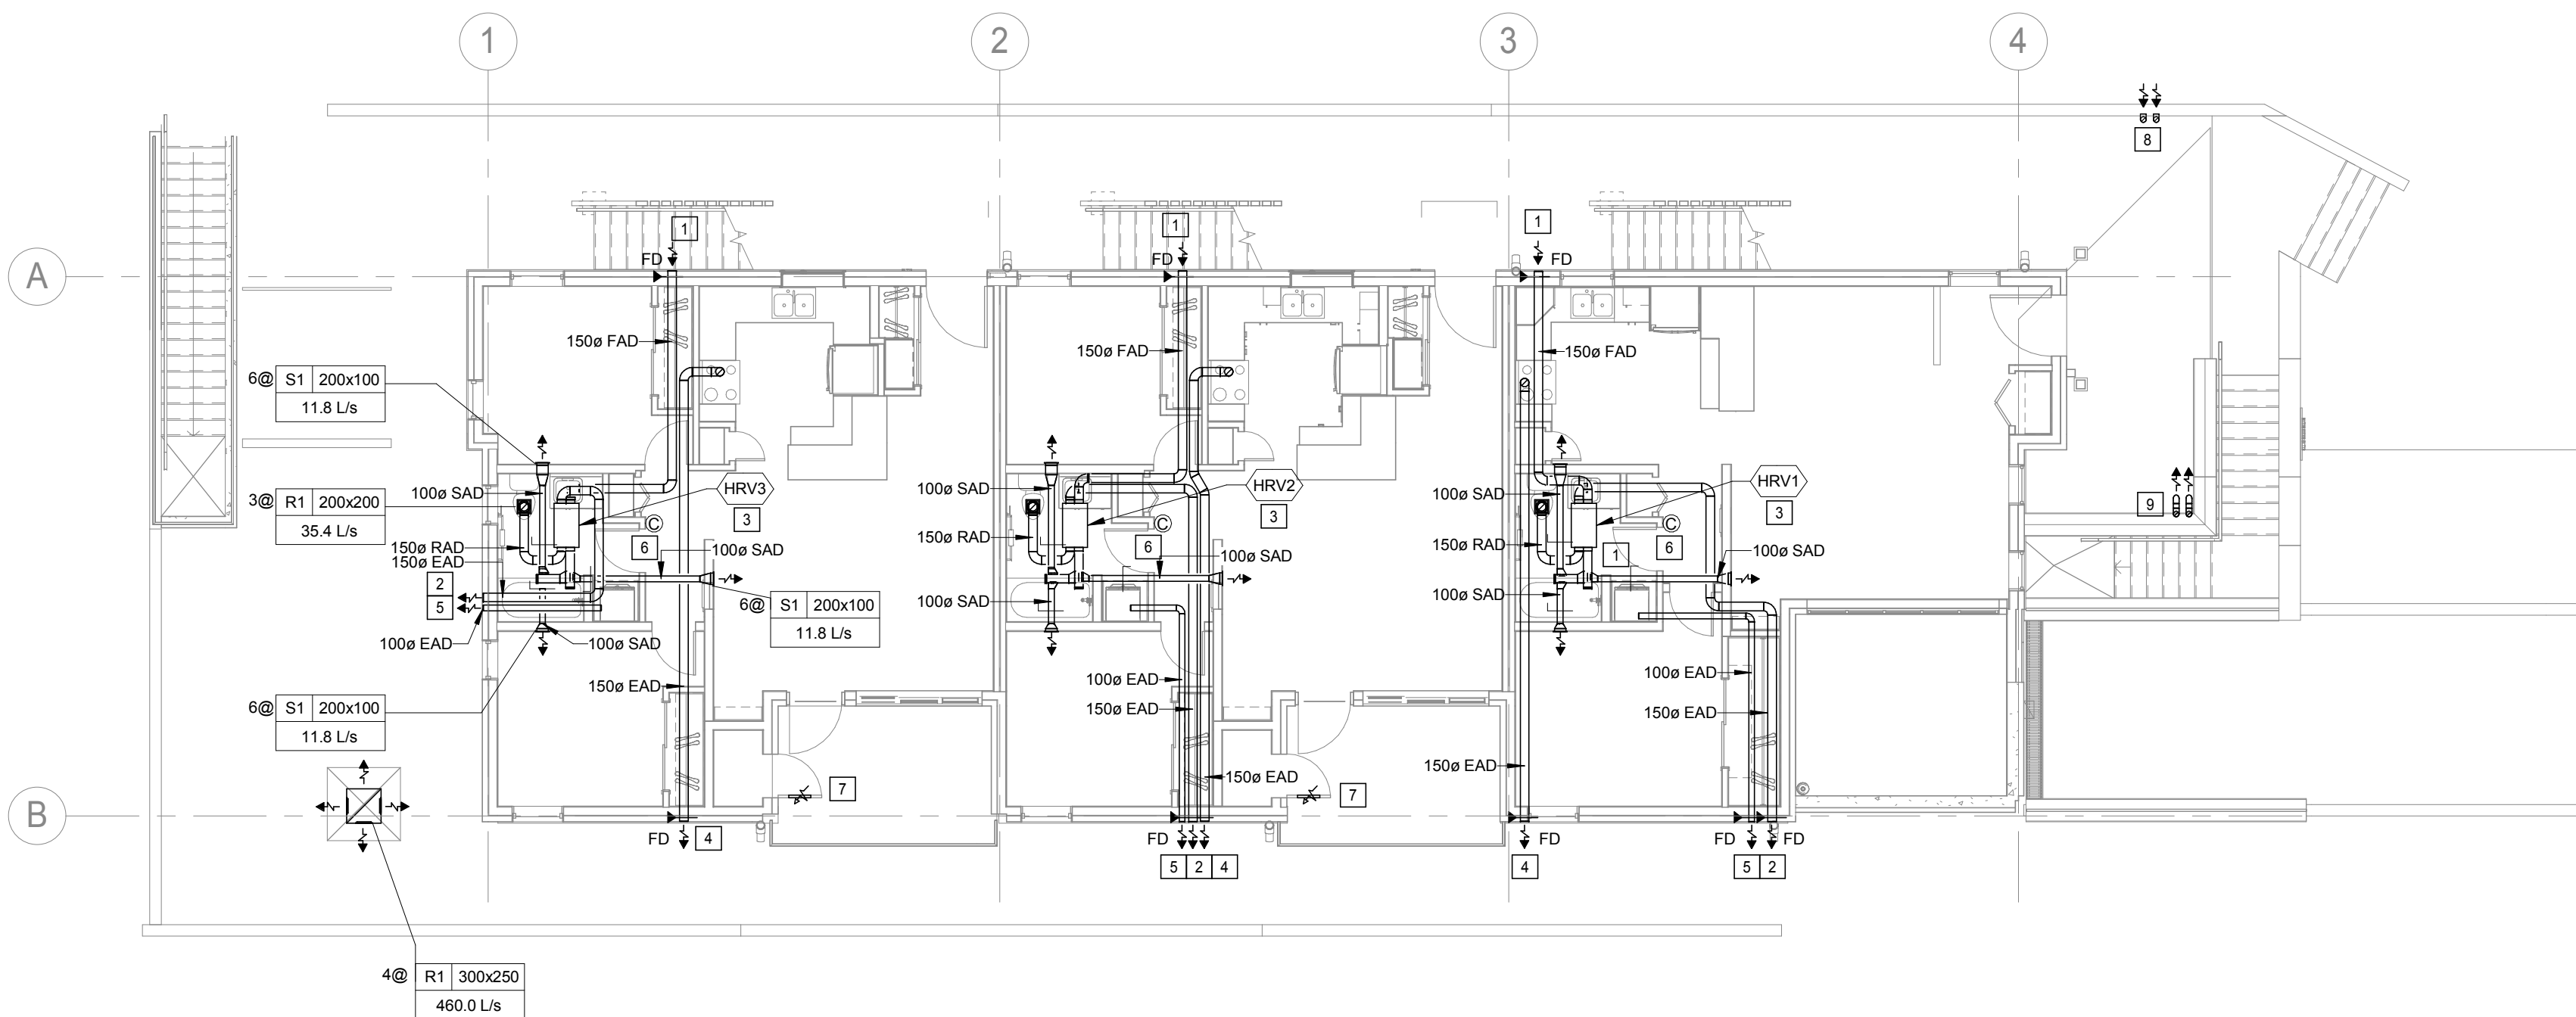 1
2
3
4
8
1
1
1
FD
FD
FD
A
150ø FAD
150ø FAD
150ø FAD
6@ S1 200x100
11.8 L/s
3@ R1 200x200
35.4 L/s
100ø SAD
HRV3
3
100ø SAD
HRV2
3
100ø SAD
HRV1
3
9
C
6
C
6
C
6
150ø RAD
150ø EAD
100ø SAD
150ø RAD
100ø SAD
150ø RAD
1
100ø SAD
2
5
6@ S1 200x100
11.8 L/s
100ø SAD
100ø SAD
100ø EAD
100ø SAD
150ø EAD
100ø EAD
100ø EAD
6@ S1 200x100
11.8 L/s
150ø EAD
150ø EAD
150ø EAD
150ø EAD
7
7
B
FD
4
FD
FD
FD
FD
5
2
4
4
5
2
4@ R1 300x250
460.0 L/s